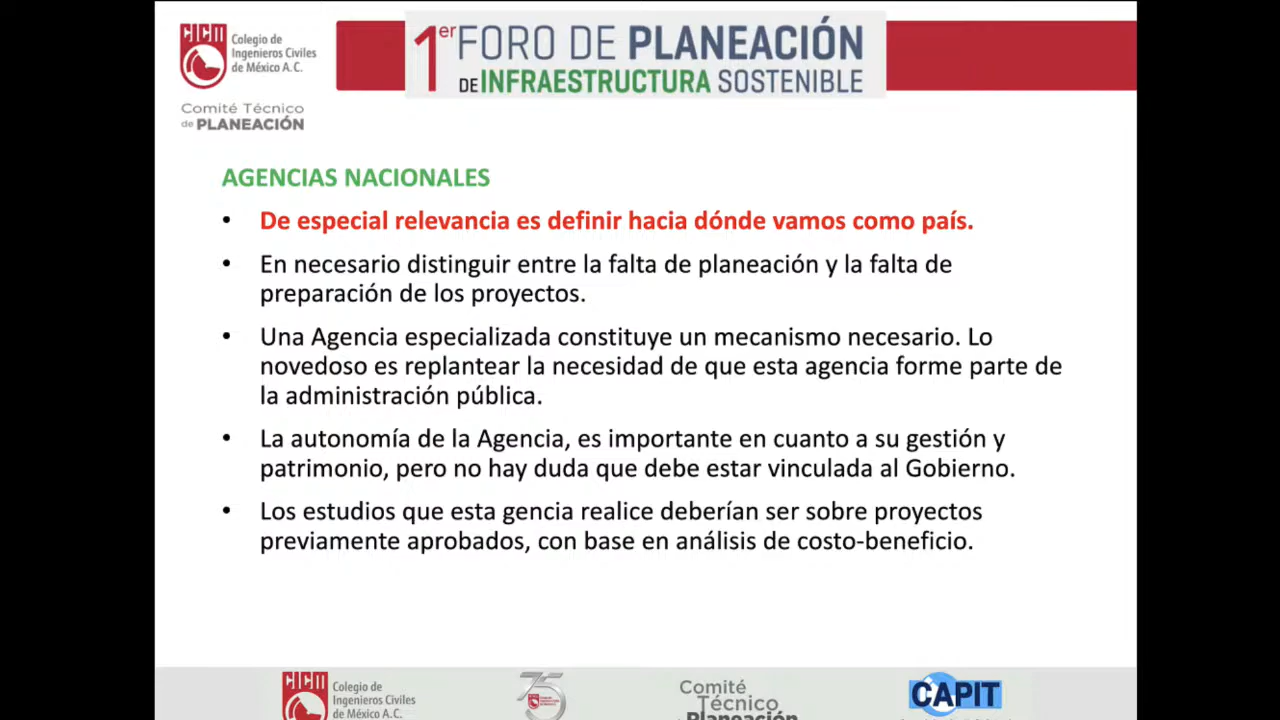 CICM
Colegio de
Ingenieros Civiles
de México A.C.
Comité Técnico
de PLANEACIÓN
1er FORO DE PLANEACIÓN
DE INFRAESTRUCTURA SOSTENIBLE
AGENCIAS NACIONALES
• De especial relevancia es definir hacia dónde vamos como país.
• En necesario distinguir entre la falta de planeación y la falta de
preparación de los proyectos.
• Una Agencia especializada constituye un mecanismo necesario. Lo
novedoso es replantear la necesidad de que esta agencia forme parte de
la administración pública.
• La autonomía de la Agencia, es importante en cuanto a su gestión y
patrimonio, pero no hay duda que debe estar vinculada al Gobierno.
• Los estudios que esta gencia realice deberían ser sobre proyectos
previamente aprobados, con base en análisis de costo-beneficio.
CICM
Colegio de
Ingenieros Civiles
de México A.C.
75
Comité
Técnico
de Planeación
CAPIT